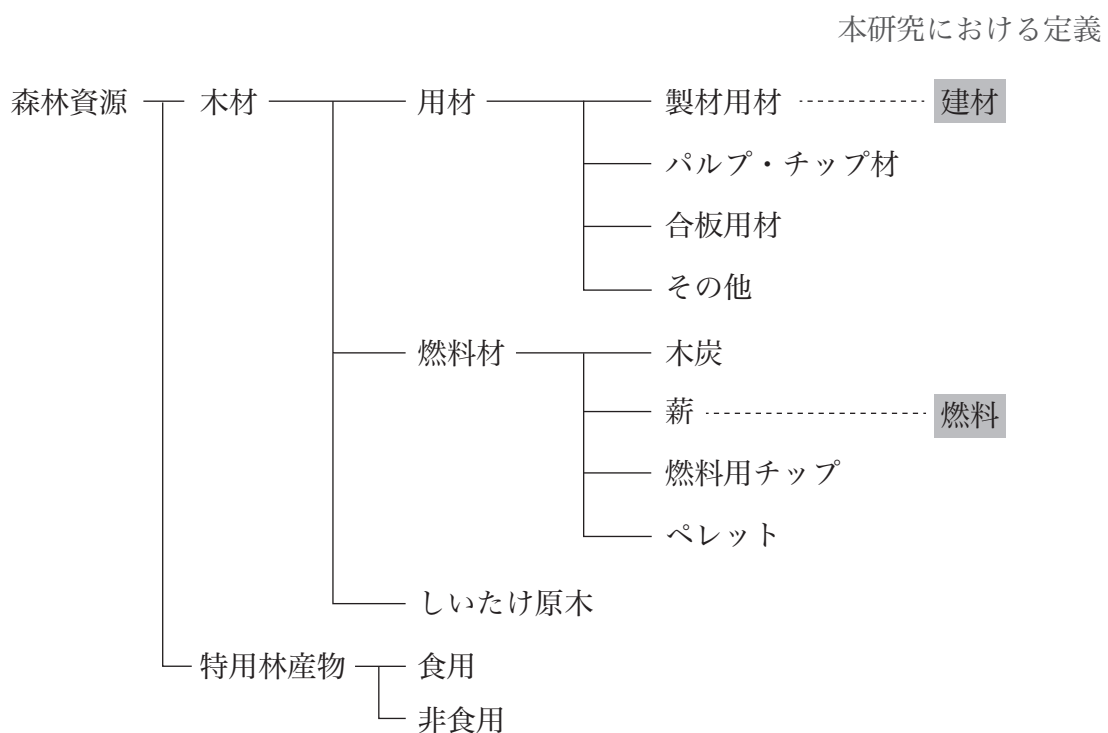 本研究における定義
森林資源 木材 用材 製材用材 建材
パルプ・チップ材
合板用材
その他
燃料材 木炭
薪 燃料
燃料用チップ
ペレット
しいたけ原木
特用林産物 食用
非食用